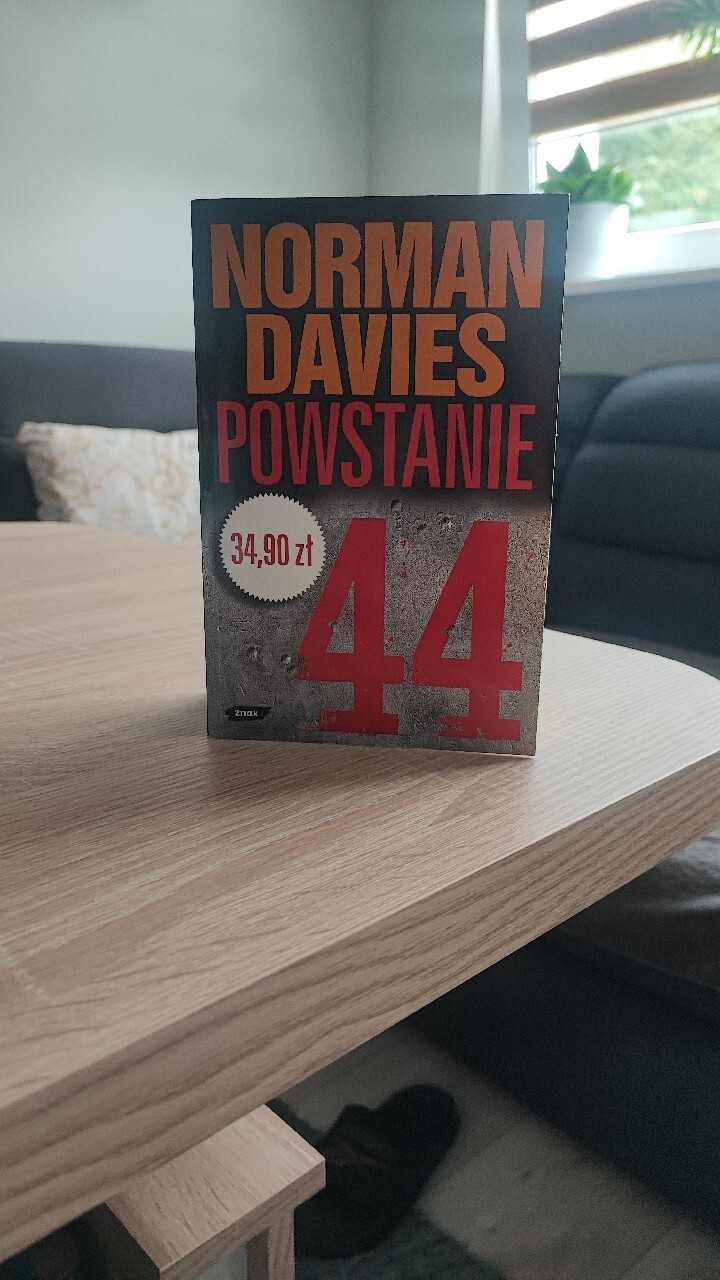 NORMAN
DAVIES
POWSTANIE
34,90 zł
44
znak